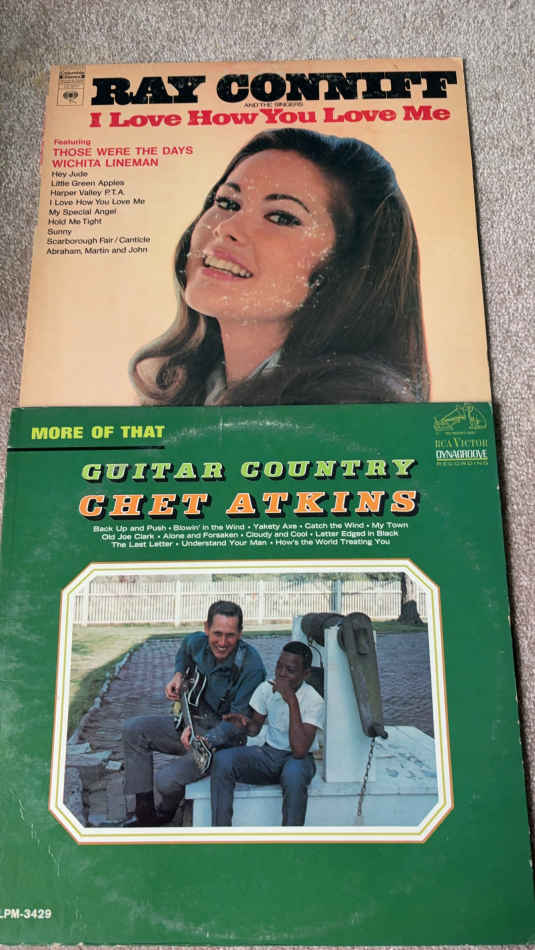 Columbia
Stereo
RAY CONNIFF
AND THE SINGERS
I Love How You Love Me
Featuring
THOSE WERE THE DAYS
WICHITA LINEMAN
Hey Jude
Little Green Apples
Harper Valley P.T.A.
I Love How You Love Me
My Special Angel
Hold Me Tight
Sunny
Scarborough Fair/Canticle
Abraham, Martin and John
MORE OF THAT
RCA VICTOR
DYNAGROOVE
RECORDING
GUITAR COUNTRY
CHET ATKINS
Back Up and Push • Blowin' in the Wind • Yakety Axe • Catch the Wind • My Town
Old Joe Clark • Alone and Forsaken • Cloudy and Cool • Letter Edged in Black
The Last Letter • Understand Your Man • How's the World Treating You
LPM-3429